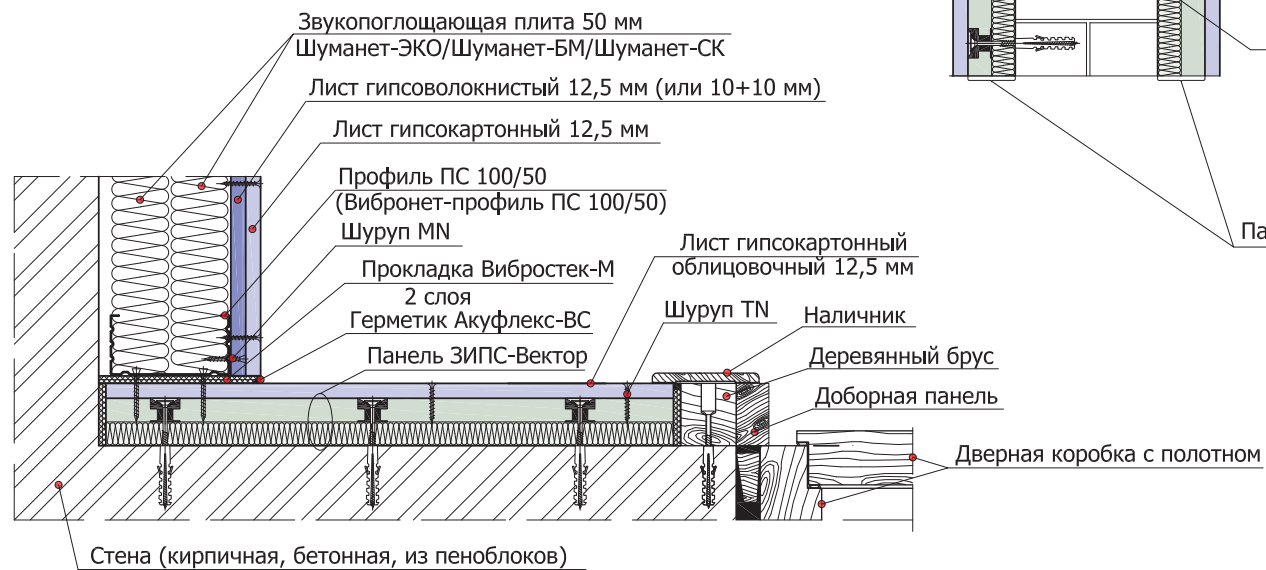 Звукопоглощающая плита 50 мм
Шуманет-ЭКО/Шуманет-БМ/Шуманет-СК
Лист гипсоволокнистый 12,5 мм (или 10+10 мм)
Лист гипсокартонный 12,5 мм
Профиль ПС 100/50
(Вибронет-профиль ПС 100/50)
Шуруп MN
Прокладка Вибростек-М
2 слоя
Герметик Акуфлекс-ВС
Панель ЗИПС-Вектор
Лист гипсокартонный
облицовочный 12,5 мм
Шуруп TN
Наличник
Деревянный брус
Доборная панель
Дверная коробка с полотном
Стена (кирпичная, бетонная, из пеноблоков)
Па